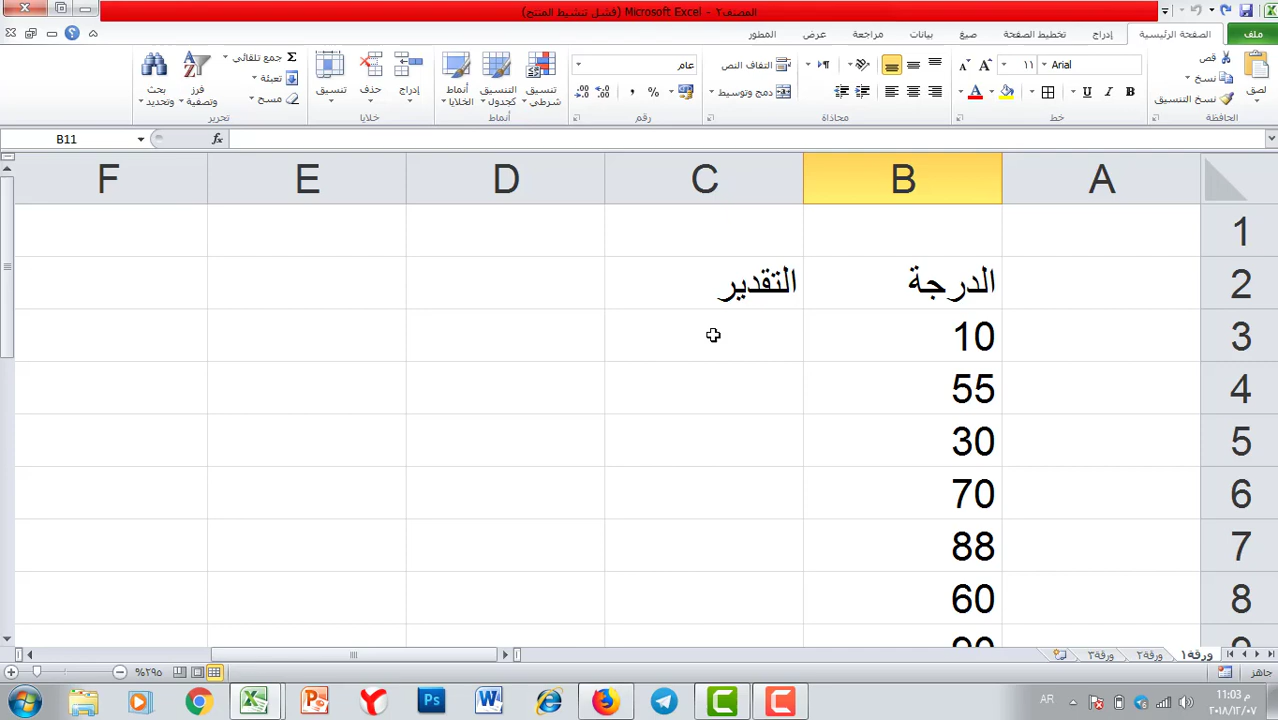 المصنف٢ - Microsoft Excel (فشل تنشيط المنتج)
ملف
الصفحة الرئيسية
إدراج
تخطيط الصفحة
صيغ
بيانات
مراجعة
عرض
المطور
لصق
قص
نسخ
نسخ التنسيق
الحافظة
Arial
١١
خط
التفاف النص
دمج وتوسيط
محاذاة
عام
%
رقم
تنسيق شرطي
التنسيق كجدول
أنماط الخلايا
أنماط
إدراج
حذف
تنسيق
خلايا
جمع تلقائي
تعبئة
مسح
فرز وتصفية
بحث وتحديد
تحرير
B11
fx
A B C D E F
1
2 الدرجة التقدير
3 10
4 55
5 30
6 70
7 88
8 60
9 90
ورقة١ ورقة٢ ورقة٣
جاهز
%٢٩٥
AR
11:03 م
٢٠١٨/١٢/٠٧